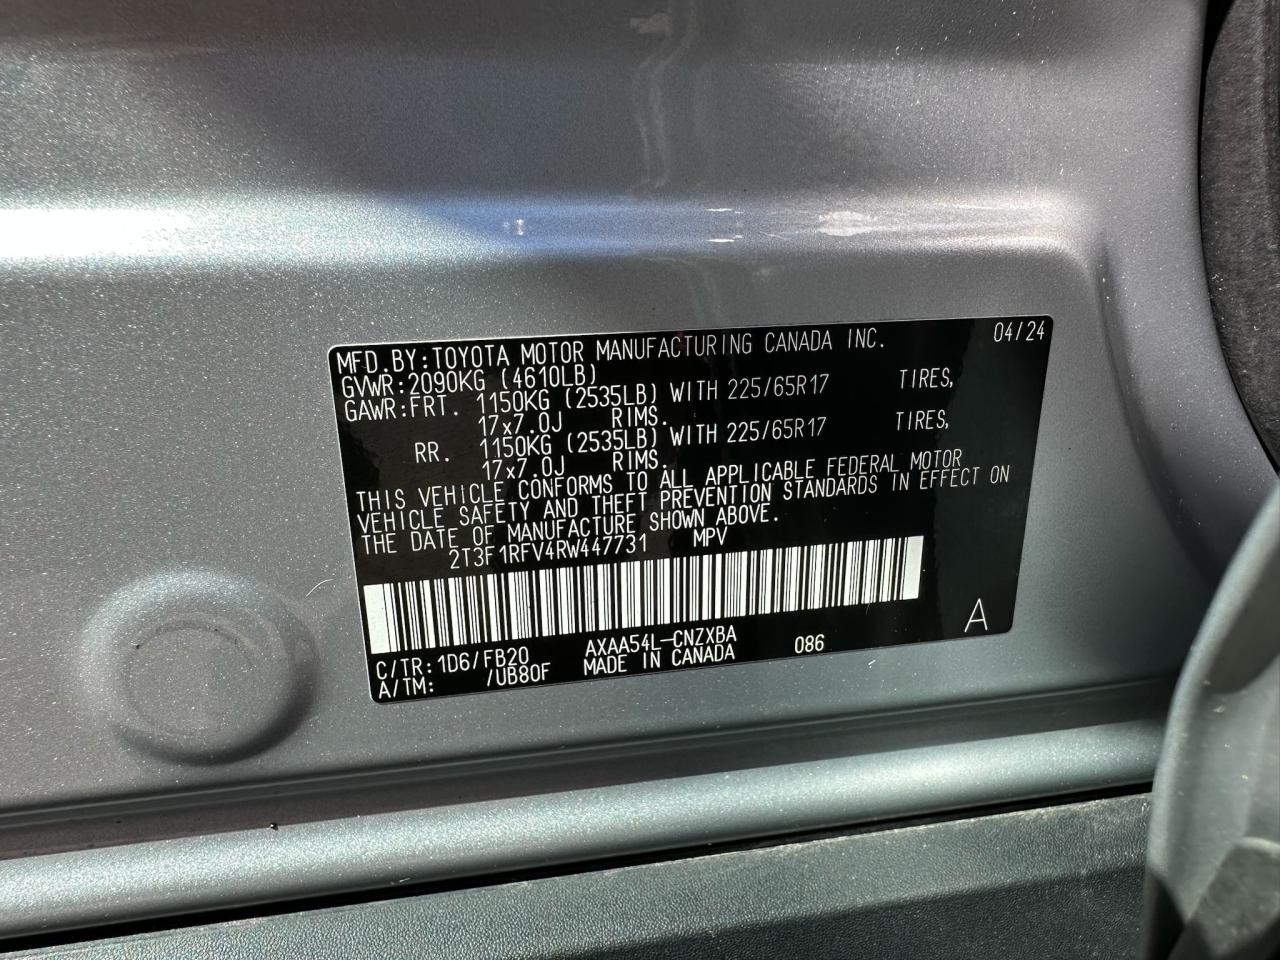 MFD.BY:TOYOTA MOTOR MANUFACTURING CANADA INC. 04/24
GVWR:2090KG (4610LB)
GAWR:FRT. 1150KG (2535LB) WITH 225/65R17 TIRES,
17x7.0J RIMS.
RR. 1150KG (2535LB) WITH 225/65R17 TIRES,
17x7.0J RIMS.
THIS VEHICLE CONFORMS TO ALL APPLICABLE FEDERAL MOTOR
VEHICLE SAFETY AND THEFT PREVENTION STANDARDS IN EFFECT ON
THE DATE OF MANUFACTURE SHOWN ABOVE.
2T3F1RFV4RW447731 MPV
C/TR:1D6/FB20 AXAA54L-CNZXBA 086 A
A/TM: /UB80F MADE IN CANADA